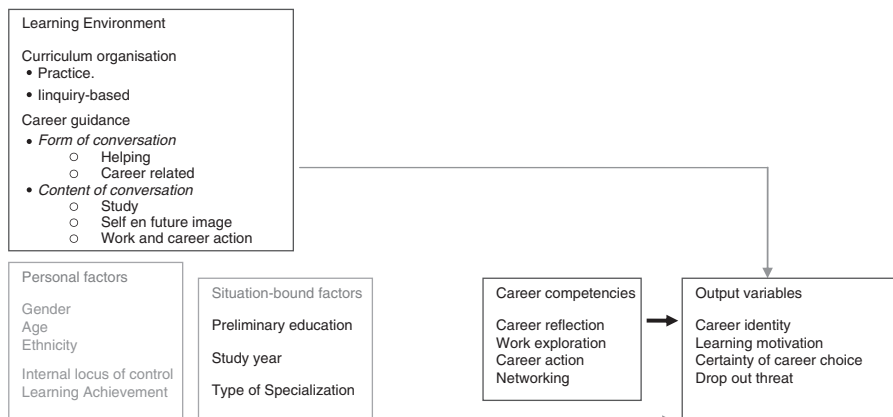 Learning Environment
Curriculum organisation
• Practice.
• Iinquiry-based
Career guidance
• Form of conversation
○ Helping
○ Career related
• Content of conversation
○ Study
○ Self en future image
○ Work and career action
Personal factors
Gender
Age
Ethnicity
Internal locus of control
Learning Achievement
Situation-bound factors
Preliminary education
Study year
Type of Specialization
Career competencies
Career reflection
Work exploration
Career action
Networking
Output variables
Career identity
Learning motivation
Certainty of career choice
Drop out threat